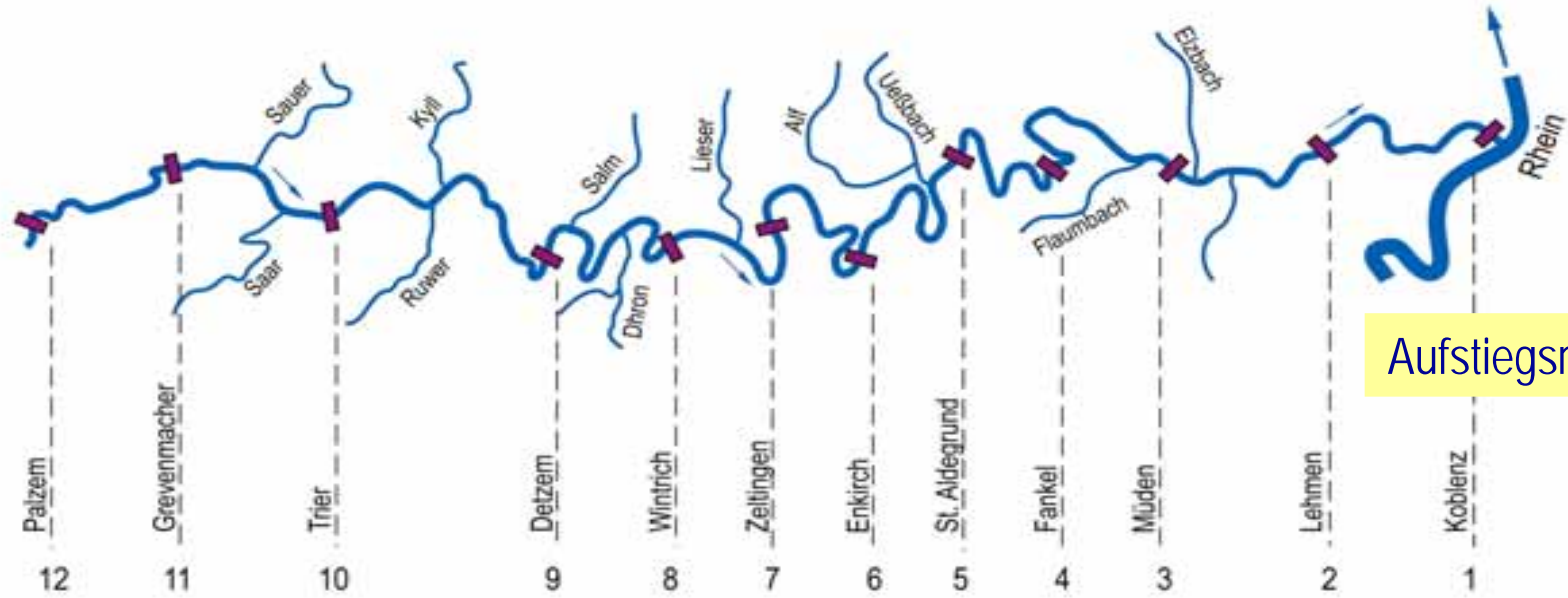 Sauer
Kyll
Salm
Lieser
Alf
Ueßbach
Elzbach
Rhein
Saar
Ruwer
Dhron
Flaumbach
Palzem
Grevenmacher
Trier
Detzem
Wintrich
Zeltingen
Enkirch
St. Aldegrund
Fankel
Müden
Lehmen
Koblenz
12 11 10 9 8 7 6 5 4 3 2 1